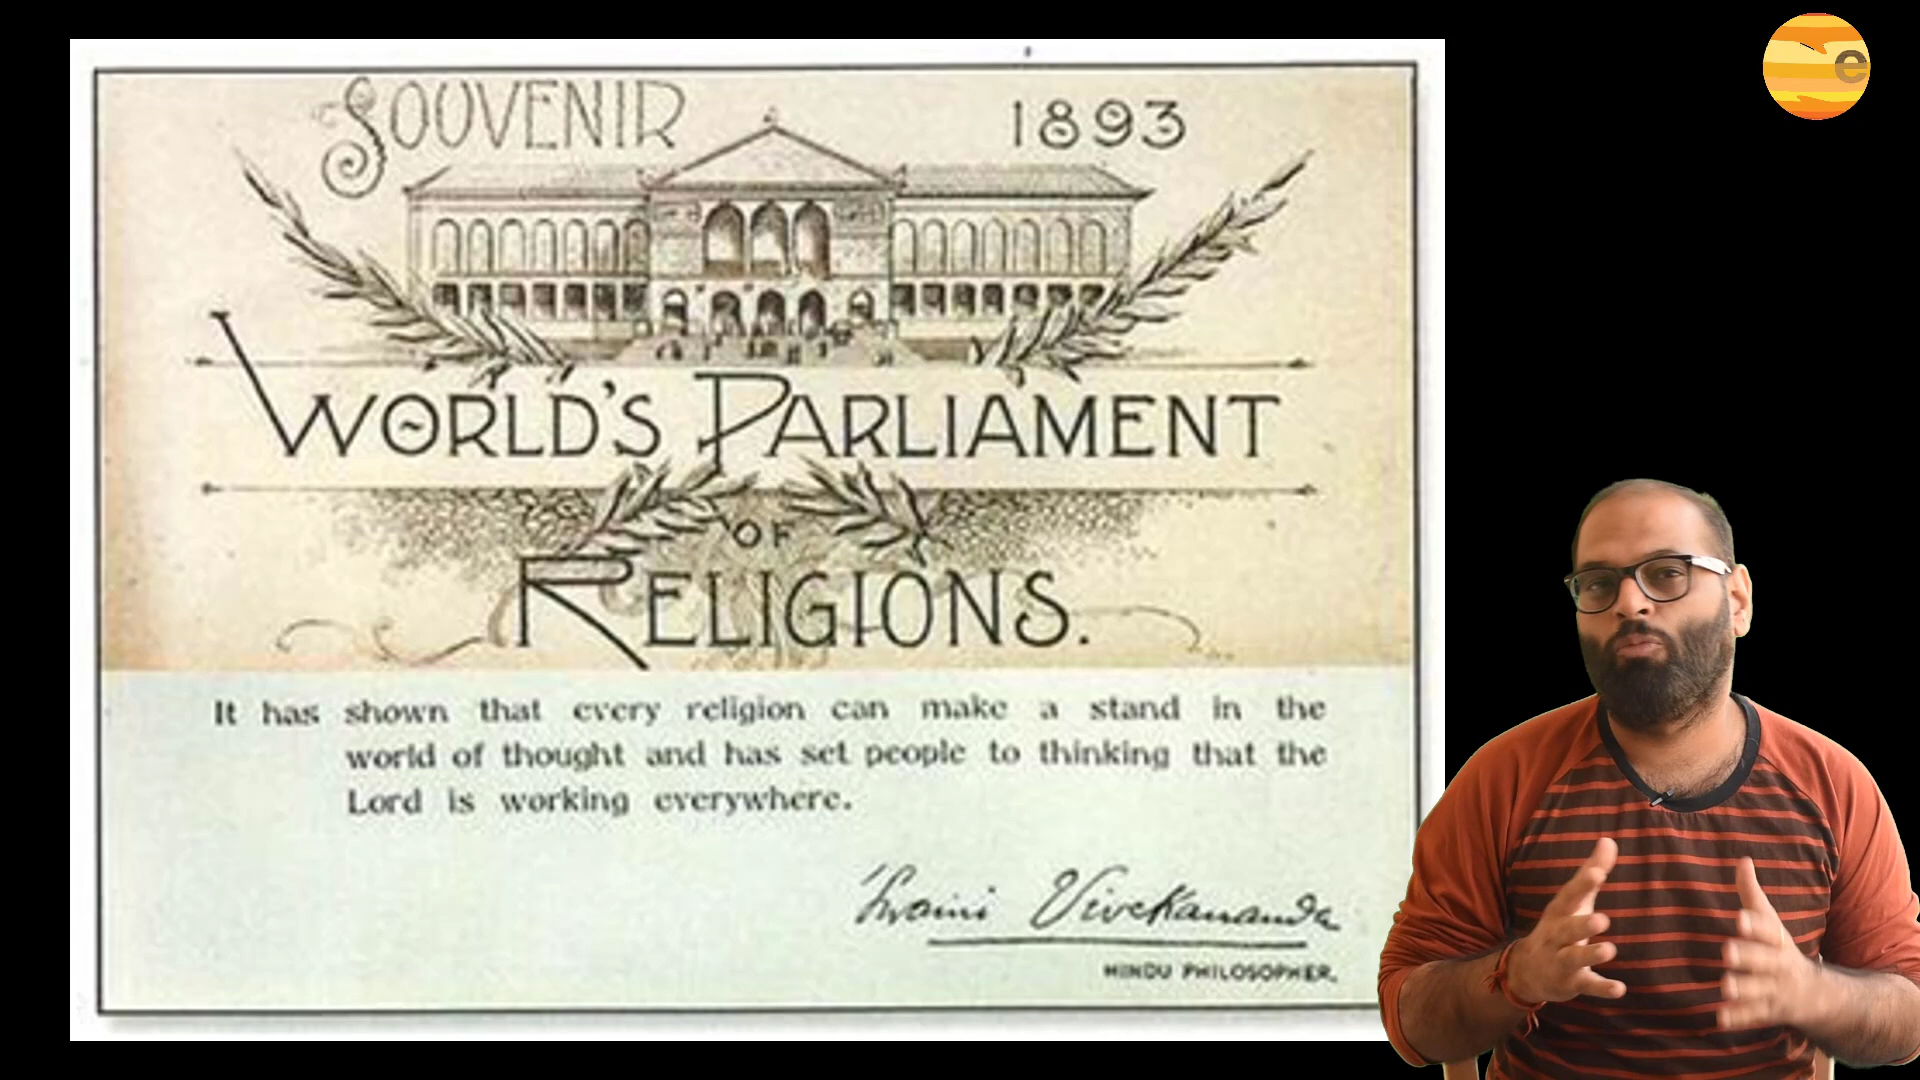 SOUVENIR 1893
WORLD'S PARLIAMENT
OF
RELIGIONS.
It has shown that every religion can make a stand in the
world of thought and has set people to thinking that the
Lord is working everywhere.
Swami Vivekananda
HINDU PHILOSOPHER.
e